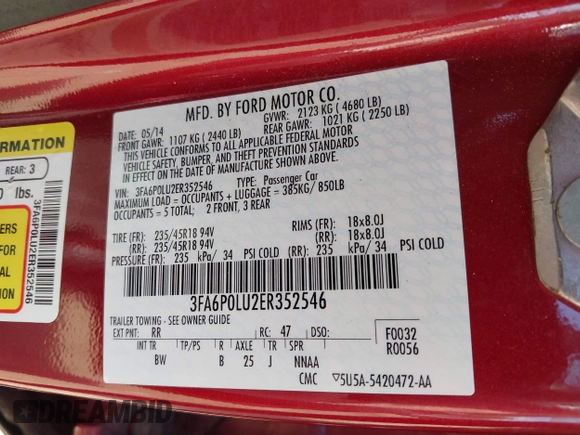 MFD. BY FORD MOTOR CO.
DATE: 05/14 GVWR: 2123 KG (4680 LB)
FRONT GAWR: 1107 KG (2440 LB) REAR GAWR: 1021 KG (2250 LB)
THIS VEHICLE CONFORMS TO ALL APPLICABLE FEDERAL MOTOR
VEHICLE SAFETY, BUMPER, AND THEFT PREVENTION STANDARDS
IN EFFECT ON THE DATE OF MANUFACTURE SHOWN ABOVE.
VIN: 3FA6P0LU2ER352546 TYPE: Passenger Car
MAXIMUM LOAD = OCCUPANTS + LUGGAGE = 385KG/850LB
OCCUPANTS = 5 TOTAL; 2 FRONT, 3 REAR
TIRE (FR): 235/45R18 94V RIMS (FR): 18x8.0J
(RR): 235/45R18 94V (RR): 18x8.0J
PRESSURE (FR): 235 kPa/ 34 PSI COLD (RR): 235 kPa/ 34 PSI COLD
3FA6P0LU2ER352546
TRAILER TOWING - SEE OWNER GUIDE
EXT PNT: RR RC: 47 DSO:
F0032
R0056
INT TR TP/PS R AXLE TR SPR
BW B 25 J NNAA
CMC 5U5A-5420472-AA
FORMATION
REAR: 3
0 lbs.
ERS
FOR
AL
TION
3FA6P0LU2ER352546
DREAMBID